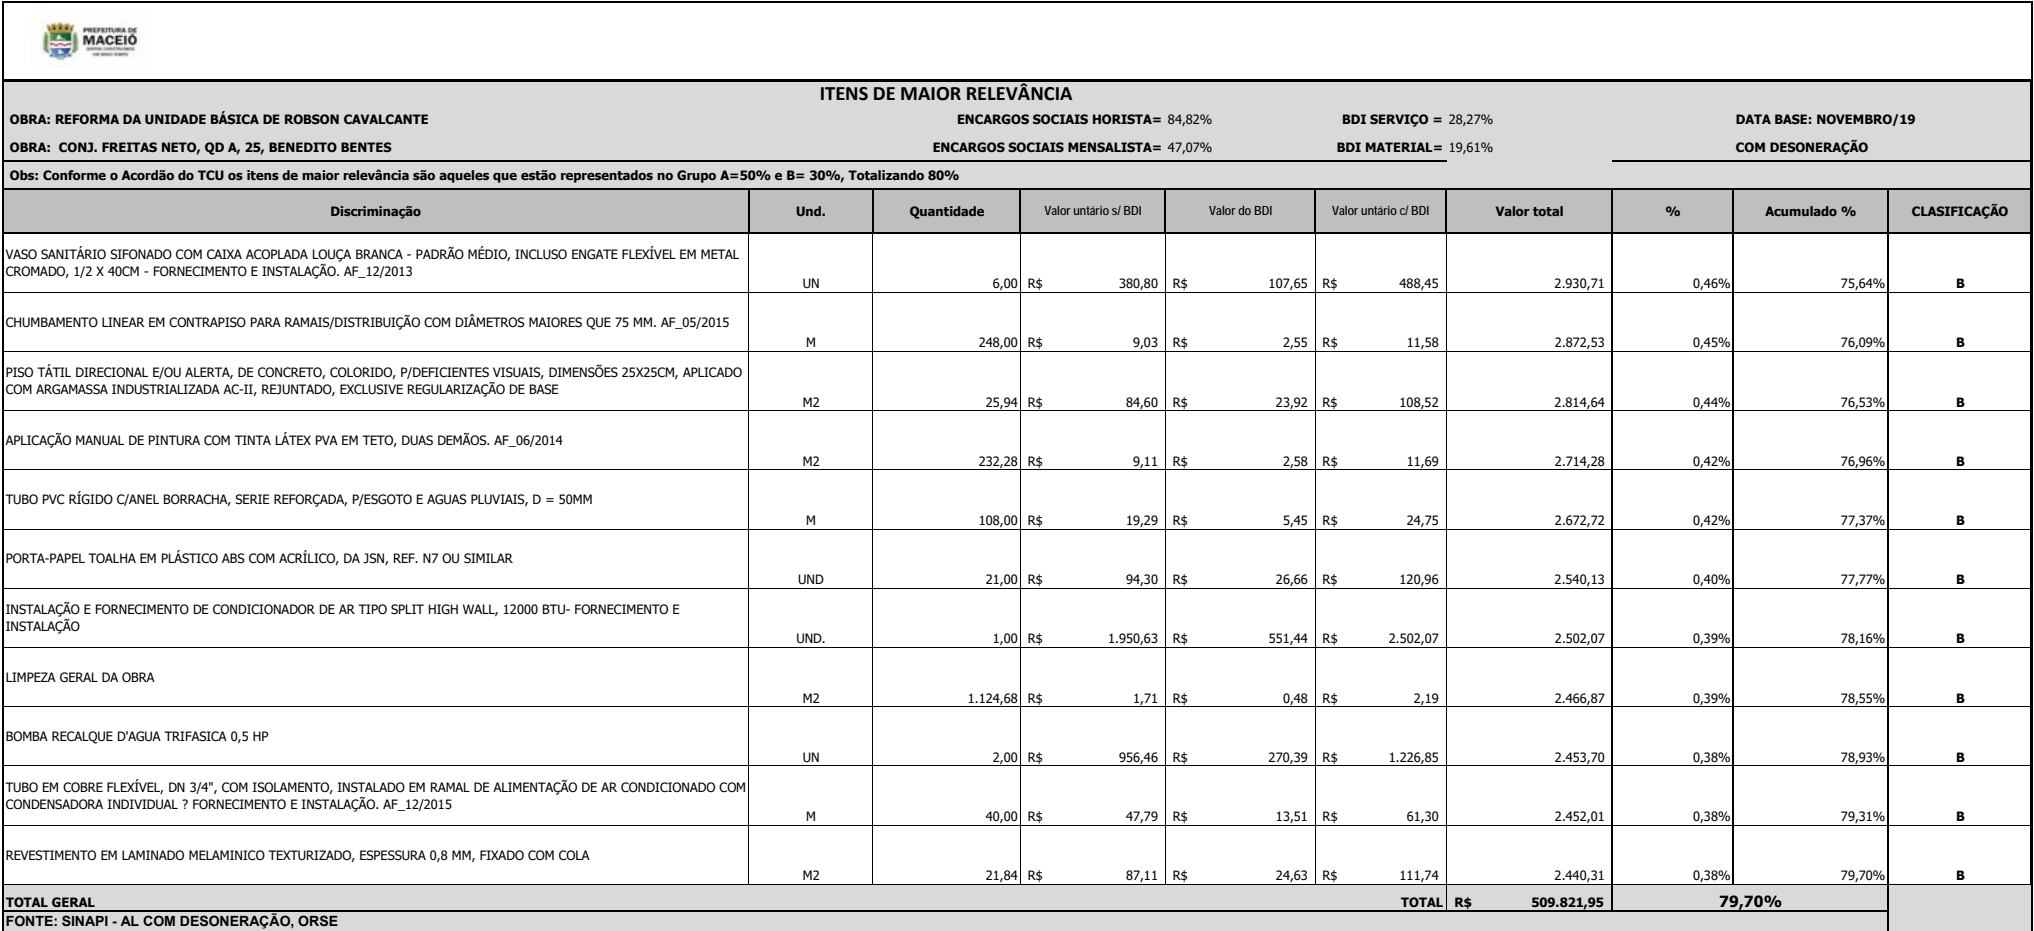 PREFEITURA DE
MACEIÓ
ITENS DE MAIOR RELEVÂNCIA
OBRA: REFORMA DA UNIDADE BÁSICA DE ROBSON CAVALCANTE ENCARGOS SOCIAIS HORISTA= 84,82% BDI SERVIÇO = 28,27% DATA BASE: NOVEMBRO/19
OBRA: CONJ. FREITAS NETO, QD A, 25, BENEDITO BENTES ENCARGOS SOCIAIS MENSALISTA= 47,07% BDI MATERIAL= 19,61% COM DESONERAÇÃO
Obs: Conforme o Acordão do TCU os itens de maior relevância são aqueles que estão representados no Grupo A=50% e B= 30%, Totalizando 80%
Discriminação Und. Quantidade Valor untário s/ BDI Valor do BDI Valor untário c/ BDI Valor total % Acumulado % CLASIFICAÇÃO
VASO SANITÁRIO SIFONADO COM CAIXA ACOPLADA LOUÇA BRANCA - PADRÃO MÉDIO, INCLUSO ENGATE FLEXÍVEL EM METAL
CROMADO, 1/2 X 40CM - FORNECIMENTO E INSTALAÇÃO. AF_12/2013
UN 6,00 R$ 380,80 R$ 107,65 R$ 488,45 2.930,71 0,46% 75,64% B
CHUMBAMENTO LINEAR EM CONTRAPISO PARA RAMAIS/DISTRIBUIÇÃO COM DIÂMETROS MAIORES QUE 75 MM. AF_05/2015
M 248,00 R$ 9,03 R$ 2,55 R$ 11,58 2.872,53 0,45% 76,09% B
PISO TÁTIL DIRECIONAL E/OU ALERTA, DE CONCRETO, COLORIDO, P/DEFICIENTES VISUAIS, DIMENSÕES 25X25CM, APLICADO
COM ARGAMASSA INDUSTRIALIZADA AC-II, REJUNTADO, EXCLUSIVE REGULARIZAÇÃO DE BASE
M2 25,94 R$ 84,60 R$ 23,92 R$ 108,52 2.814,64 0,44% 76,53% B
APLICAÇÃO MANUAL DE PINTURA COM TINTA LÁTEX PVA EM TETO, DUAS DEMÃOS. AF_06/2014
M2 232,28 R$ 9,11 R$ 2,58 R$ 11,69 2.714,28 0,42% 76,96% B
TUBO PVC RÍGIDO C/ANEL BORRACHA, SERIE REFORÇADA, P/ESGOTO E AGUAS PLUVIAIS, D = 50MM
M 108,00 R$ 19,29 R$ 5,45 R$ 24,75 2.672,72 0,42% 77,37% B
PORTA-PAPEL TOALHA EM PLÁSTICO ABS COM ACRÍLICO, DA JSN, REF. N7 OU SIMILAR
UND 21,00 R$ 94,30 R$ 26,66 R$ 120,96 2.540,13 0,40% 77,77% B
INSTALAÇÃO E FORNECIMENTO DE CONDICIONADOR DE AR TIPO SPLIT HIGH WALL, 12000 BTU- FORNECIMENTO E
INSTALAÇÃO
UND. 1,00 R$ 1.950,63 R$ 551,44 R$ 2.502,07 2.502,07 0,39% 78,16% B
LIMPEZA GERAL DA OBRA
M2 1.124,68 R$ 1,71 R$ 0,48 R$ 2,19 2.466,87 0,39% 78,55% B
BOMBA RECALQUE D'AGUA TRIFASICA 0,5 HP
UN 2,00 R$ 956,46 R$ 270,39 R$ 1.226,85 2.453,70 0,38% 78,93% B
TUBO EM COBRE FLEXÍVEL, DN 3/4", COM ISOLAMENTO, INSTALADO EM RAMAL DE ALIMENTAÇÃO DE AR CONDICIONADO COM
CONDENSADORA INDIVIDUAL ? FORNECIMENTO E INSTALAÇÃO. AF_12/2015
M 40,00 R$ 47,79 R$ 13,51 R$ 61,30 2.452,01 0,38% 79,31% B
REVESTIMENTO EM LAMINADO MELAMINICO TEXTURIZADO, ESPESSURA 0,8 MM, FIXADO COM COLA
M2 21,84 R$ 87,11 R$ 24,63 R$ 111,74 2.440,31 0,38% 79,70% B
TOTAL GERAL TOTAL R$ 509.821,95 79,70%
FONTE: SINAPI - AL COM DESONERAÇÃO, ORSE